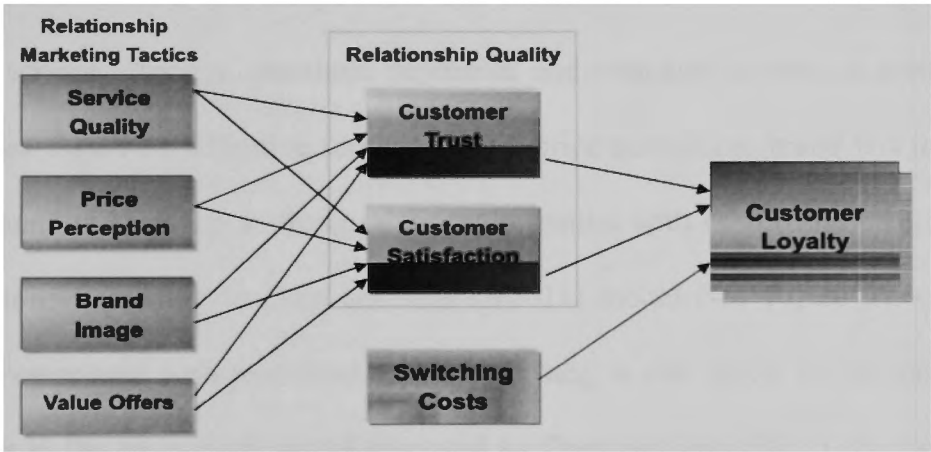 Relationship
Marketing Tactics
Service
Quality
Price
Perception
Brand
Image
Value Offers
Relationship Quality
Customer
Trust
Customer
Satisfaction
Switching
Costs
Customer
Loyalty